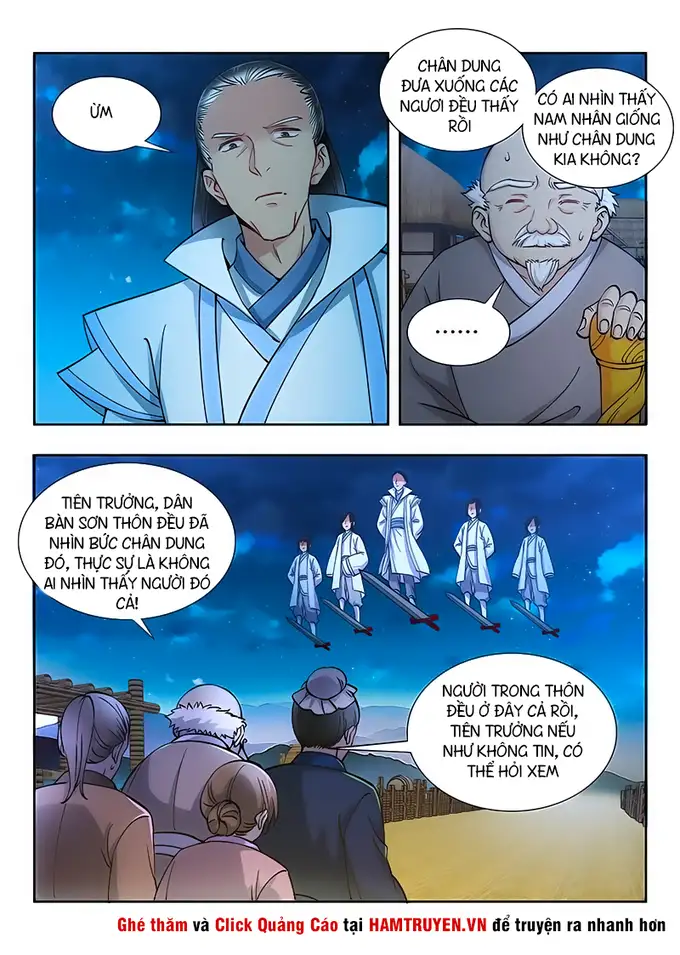 ỪM
CHÂN DUNG
ĐƯA XUỐNG CÁC
NGƯƠI ĐỀU THẤY
RỒI
CÓ AI NHÌN THẤY
NAM NHÂN GIỐNG
NHƯ CHÂN DUNG
KIA KHÔNG?
......
TIÊN TRƯỞNG, DÂN
BÀN SƠN THÔN ĐỀU ĐÃ
NHÌN BỨC CHÂN DUNG
ĐÓ, THỰC SỰ LÀ KHÔNG
AI NHÌN THẤY NGƯỜI ĐÓ
CẢ!
NGƯỜI TRONG THÔN
ĐỀU Ở ĐÂY CẢ RỒI,
TIÊN TRƯỞNG NẾU
NHƯ KHÔNG TIN, CÓ
THỂ HỎI XEM
Ghé thăm và Click Quảng Cáo tại HAMTRUYEN.VN để truyện ra nhanh hơn